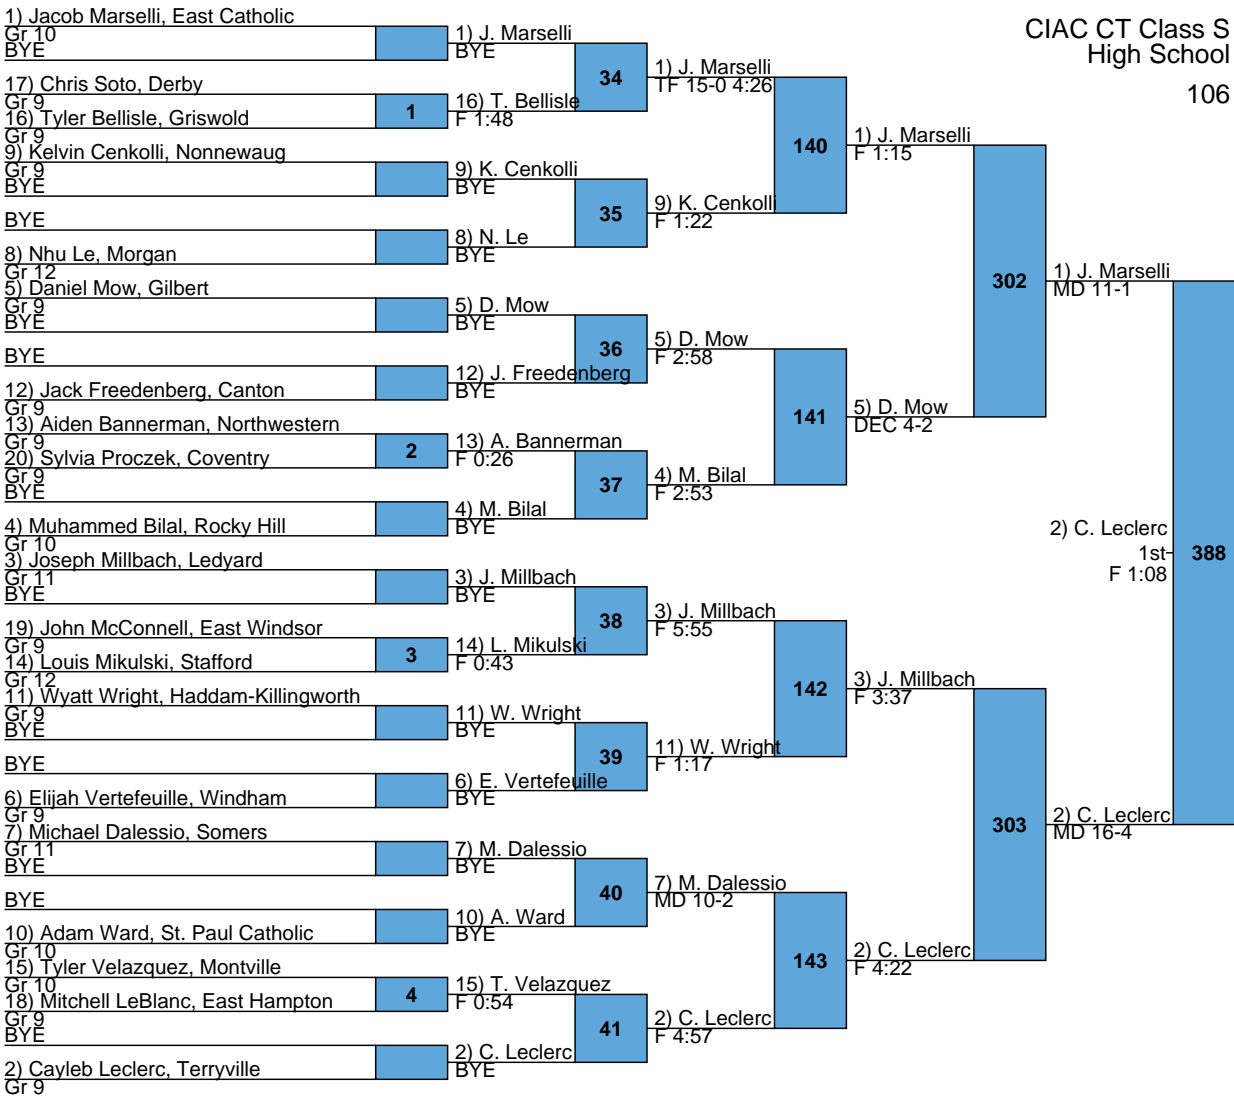 CIAC CT Class S
High School
106
1) Jacob Marselli, East Catholic
Gr 10
BYE
17) Chris Soto, Derby
Gr 9
16) Tyler Bellisle, Griswold
Gr 9
9) Kelvin Cenkolli, Nonnewaug
Gr 9
BYE
BYE
8) Nhu Le, Morgan
Gr 12
5) Daniel Mow, Gilbert
Gr 9
BYE
BYE
12) Jack Freedenberg, Canton
Gr 9
13) Aiden Bannerman, Northwestern
Gr 9
20) Sylvia Proczek, Coventry
Gr 9
BYE
4) Muhammed Bilal, Rocky Hill
Gr 10
3) Joseph Millbach, Ledyard
Gr 11
BYE
19) John McConnell, East Windsor
Gr 9
14) Louis Mikulski, Stafford
Gr 12
11) Wyatt Wright, Haddam-Killingworth
Gr 9
BYE
BYE
6) Elijah Vertefeuille, Windham
Gr 9
7) Michael Dalessio, Somers
Gr 11
BYE
BYE
10) Adam Ward, St. Paul Catholic
Gr 10
15) Tyler Velazquez, Montville
Gr 10
18) Mitchell LeBlanc, East Hampton
Gr 9
BYE
2) Cayleb Leclerc, Terryville
Gr 9
1
2
3
4
1) J. Marselli
BYE
16) T. Bellisle
F 1:48
9) K. Cenkolli
BYE
8) N. Le
BYE
5) D. Mow
BYE
12) J. Freedenberg
BYE
13) A. Bannerman
F 0:26
4) M. Bilal
BYE
3) J. Millbach
BYE
14) L. Mikulski
F 0:43
11) W. Wright
BYE
6) E. Vertefeuille
BYE
7) M. Dalessio
BYE
10) A. Ward
BYE
15) T. Velazquez
F 0:54
2) C. Leclerc
BYE
34
35
36
37
38
39
40
41
1) J. Marselli
TF 15-0 4:26
9) K. Cenkolli
F 1:22
5) D. Mow
F 2:58
4) M. Bilal
F 2:53
3) J. Millbach
F 5:55
11) W. Wright
F 1:17
7) M. Dalessio
MD 10-2
2) C. Leclerc
F 4:57
140
141
142
143
1) J. Marselli
F 1:15
5) D. Mow
DEC 4-2
3) J. Millbach
F 3:37
2) C. Leclerc
F 4:22
302
303
1) J. Marselli
MD 11-1
2) C. Leclerc
MD 16-4
2) C. Leclerc
1st
F 1:08
388